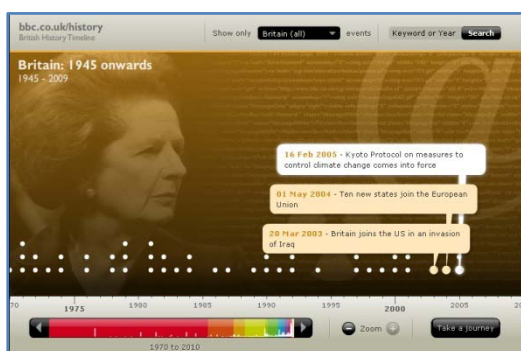 bbc.co.uk/history
British History Timeline
Show only Britain (all) events Keyword or Year Search
Britain: 1945 onwards
1945 - 2009
16 Feb 2005 - Kyoto Protocol on measures to
control climate change comes into force
01 May 2004 - Ten new states join the European
Union
20 Mar 2003 - Britain joins the US in an invasion
of Iraq
70 1975 1980 1985 1990 1995 2000 2005 20
Zoom Take a Journey
1970 to 2010